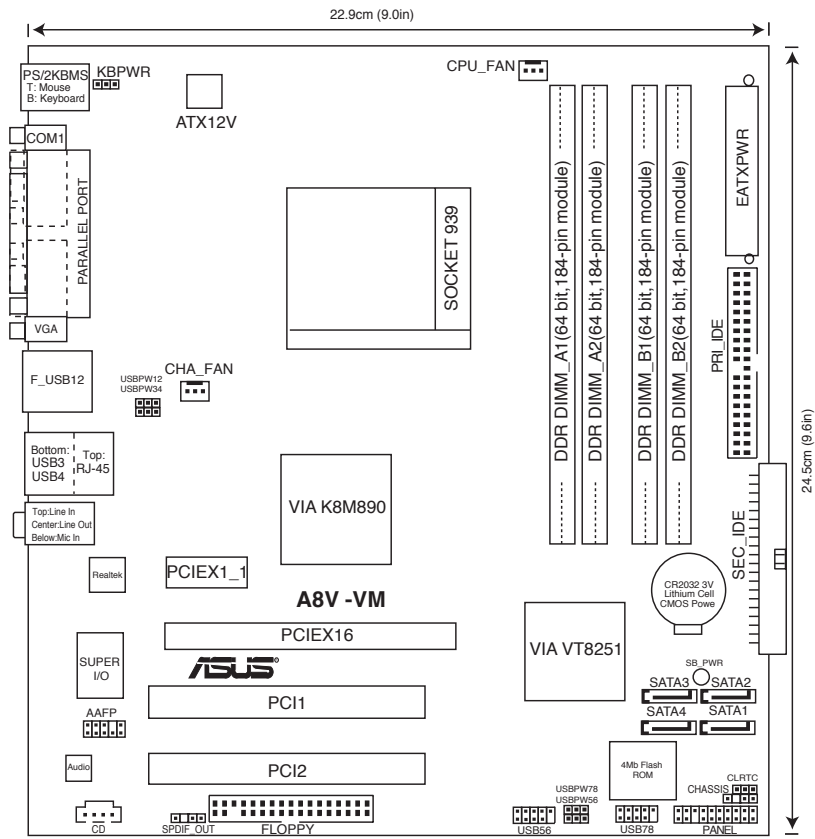 22.9cm (9.0in)
PS/2KBMS
T: Mouse
B: Keyboard
KBPWR
ATX12V
CPU_FAN
COM1
PARALLEL PORT
VGA
SOCKET 939
DDR DIMM_A1(64 bit,184-pin module)
DDR DIMM_A2(64 bit,184-pin module)
DDR DIMM_B1(64 bit,184-pin module)
DDR DIMM_B2(64 bit,184-pin module)
EATXPWR
PRI_IDE
24.5cm (9.6in)
F_USB12
USBPW12
USBPW34
CHA_FAN
Bottom:
USB3
USB4
Top:
RJ-45
Top:Line In
Center:Line Out
Below:Mic In
VIA K8M890
SEC_IDE
Realtek
PCIEX1_1
A8V -VM
CR2032 3V
Lithium Cell
CMOS Powe
PCIEX16
VIA VT8251
SUPER
I/O
ASUS®
SB_PWR
SATA3
SATA2
PCI1
SATA4
SATA1
AAFP
Audio
PCI2
4Mb Flash
ROM
CLRTC
CHASSIS
USBPW78
USBPW56
CD
SPDIF_OUT
FLOPPY
USB56
USB78
PANEL